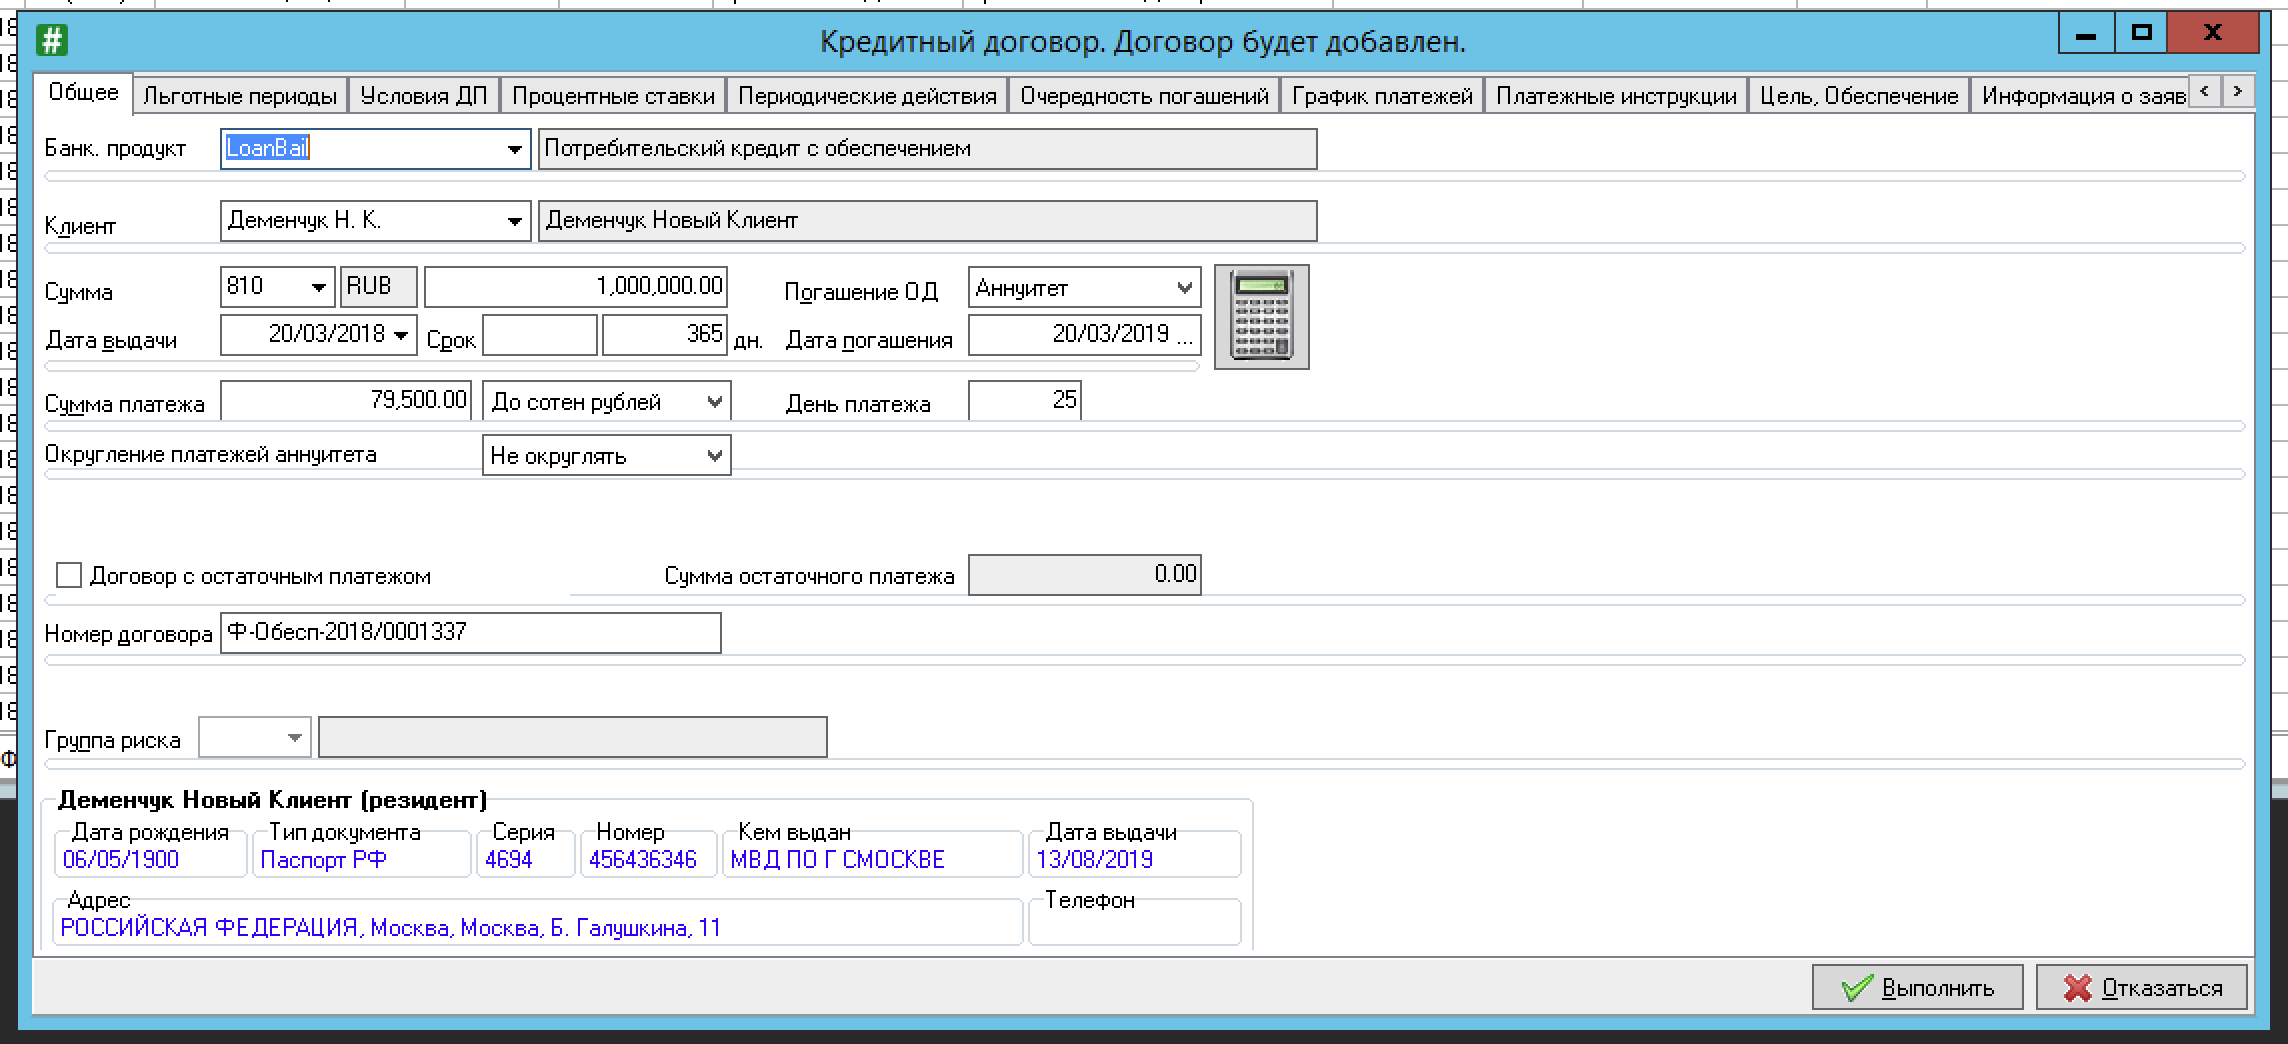 Кредитный договор. Договор будет добавлен.
Общее Льготные периоды Условия ДП Процентные ставки Периодические действия Очередность погашений График платежей Платежные инструкции Цель, Обеспечение Информация о заяв
Банк. продукт LoanBail Потребительский кредит с обеспечением
Клиент Деменчук Н. К. Деменчук Новый Клиент
Сумма 810 RUB 1,000,000.00 Погашение ОД Аннуитет
Дата выдачи 20/03/2018 Срок 365 дн. Дата погашения 20/03/2019 ...
Сумма платежа 79,500.00 До сотен рублей День платежа 25
Округление платежей аннуитета Не округлять
Договор с остаточным платежом Сумма остаточного платежа 0.00
Номер договора Ф-Обесп-2018/0001337
Группа риска
Деменчук Новый Клиент (резидент)
Дата рождения Тип документа Серия Номер Кем выдан Дата выдачи
06/05/1900 Паспорт РФ 4694 456436346 МВД ПО Г СМОСКВЕ 13/08/2019
Адрес Телефон
РОССИЙСКАЯ ФЕДЕРАЦИЯ, Москва, Москва, Б. Галушкина, 11
Выполнить Отказаться